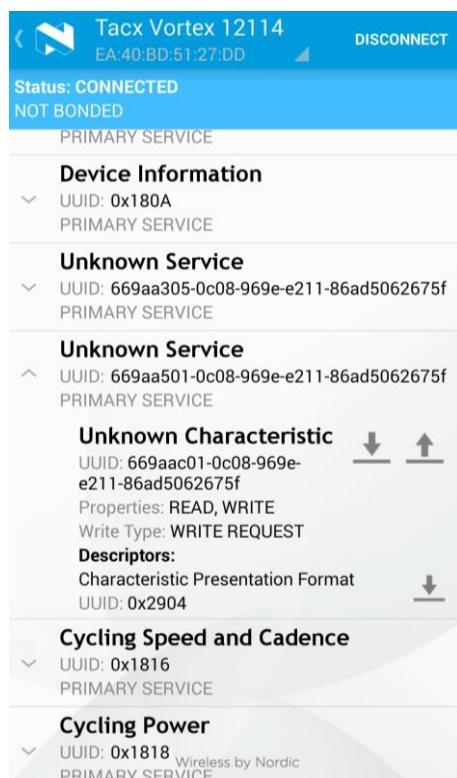 Tacx Vortex 12114
EA:40:BD:51:27:DD
DISCONNECT
Status: CONNECTED
NOT BONDED
PRIMARY SERVICE
Device Information
UUID: 0x180A
PRIMARY SERVICE
Unknown Service
UUID: 669aa305-0c08-969e-e211-86ad5062675f
PRIMARY SERVICE
Unknown Service
UUID: 669aa501-0c08-969e-e211-86ad5062675f
PRIMARY SERVICE
Unknown Characteristic
UUID: 669aac01-0c08-969e-
e211-86ad5062675f
Properties: READ, WRITE
Write Type: WRITE REQUEST
Descriptors:
Characteristic Presentation Format
UUID: 0x2904
Cycling Speed and Cadence
UUID: 0x1816
PRIMARY SERVICE
Cycling Power
UUID: 0x1818
Wireless by Nordic
PRIMARY SERVICE